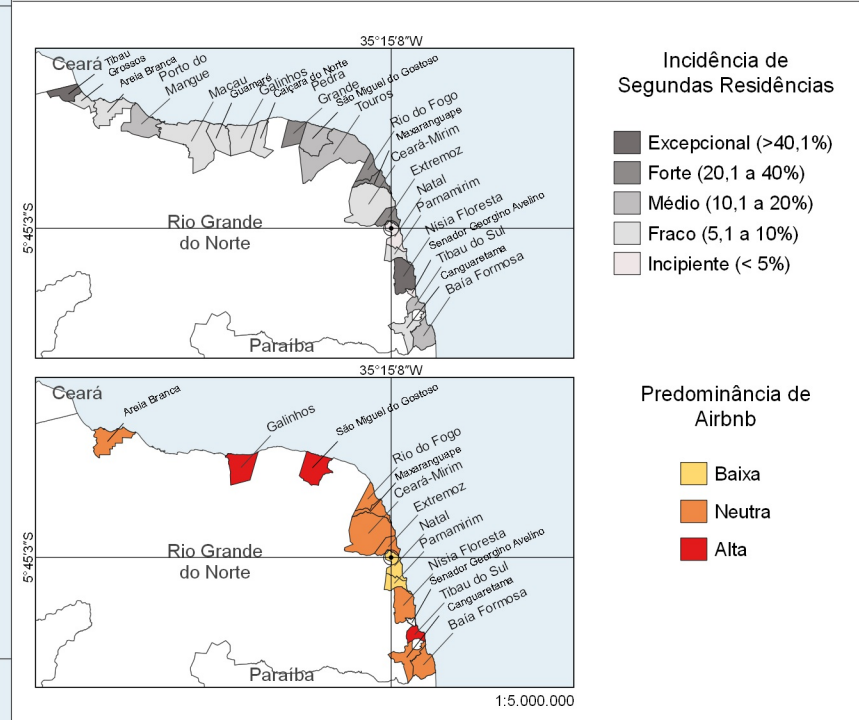 35°15'8"W
Ceará
Tibau
Grossos
Areia Branca
Porto do
Mangue
Macau
Guamaré
Galinhos
Caiçara do Norte
Pedra
Grande
São Miguel do Gostoso
Touros
Rio do Fogo
Maxaranguape
Ceará-Mirim
Extremoz
Natal
Parnamirim
Nísia Floresta
Senador Georgino Avelino
Tibau do Sul
Canguaretama
Baía Formosa
5°45'3"S
Rio Grande
do Norte
Paraíba
Incidência de
Segundas Residências
Excepcional (>40,1%)
Forte (20,1 a 40%)
Médio (10,1 a 20%)
Fraco (5,1 a 10%)
Incipiente (< 5%)
35°15'8"W
Ceará
Areia Branca
Galinhos
São Miguel do Gostoso
Rio do Fogo
Maxaranguape
Ceará-Mirim
Extremoz
Natal
Parnamirim
Nísia Floresta
Senador Georgino Avelino
Tibau do Sul
Canguaretama
Baía Formosa
5°45'3"S
Rio Grande
do Norte
Paraíba
Predominância de
Airbnb
Baixa
Neutra
Alta
1:5.000.000